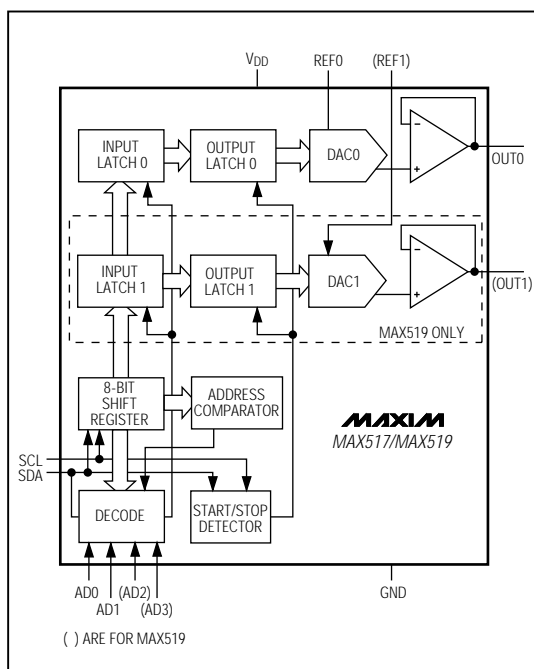 VDD REF0 (REF1)
INPUT
LATCH 0
OUTPUT
LATCH 0
DAC0
-
+
OUT0
INPUT
LATCH 1
OUTPUT
LATCH 1
DAC1
-
+
(OUT1)
MAX519 ONLY
8-BIT
SHIFT
REGISTER
ADDRESS
COMPARATOR
MAXIM
MAX517/MAX519
SCL
SDA
DECODE
START/STOP
DETECTOR
AD0
AD1
(AD2)
(AD3)
GND
( ) ARE FOR MAX519